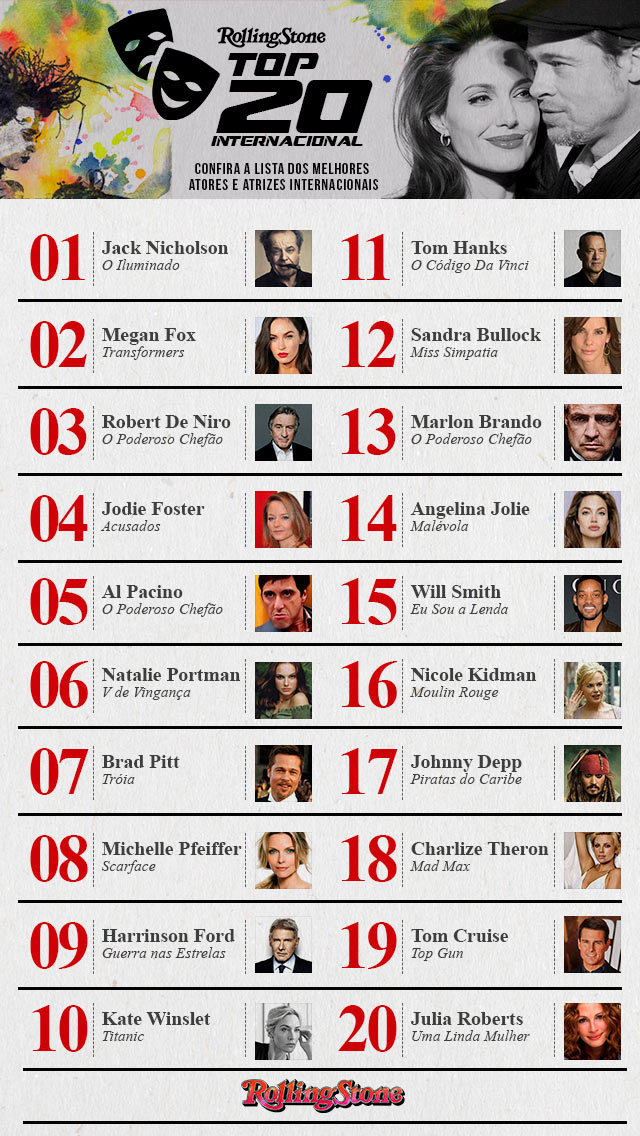 RollingStone
TOP
20
INTERNACIONAL
CONFIRA A LISTA DOS MELHORES
ATORES E ATRIZES INTERNACIONAIS
01
Jack Nicholson
O Iluminado
02
Megan Fox
Transformers
03
Robert De Niro
O Poderoso Chefão
04
Jodie Foster
Acusados
05
Al Pacino
O Poderoso Chefão
06
Natalie Portman
V de Vingança
07
Brad Pitt
Tróia
08
Michelle Pfeiffer
Scarface
09
Harrinson Ford
Guerra nas Estrelas
10
Kate Winslet
Titanic
11
Tom Hanks
O Código Da Vinci
12
Sandra Bullock
Miss Simpatia
13
Marlon Brando
O Poderoso Chefão
14
Angelina Jolie
Malévola
15
Will Smith
Eu Sou a Lenda
16
Nicole Kidman
Moulin Rouge
17
Johnny Depp
Piratas do Caribe
18
Charlize Theron
Mad Max
19
Tom Cruise
Top Gun
20
Julia Roberts
Uma Linda Mulher
RollingStone